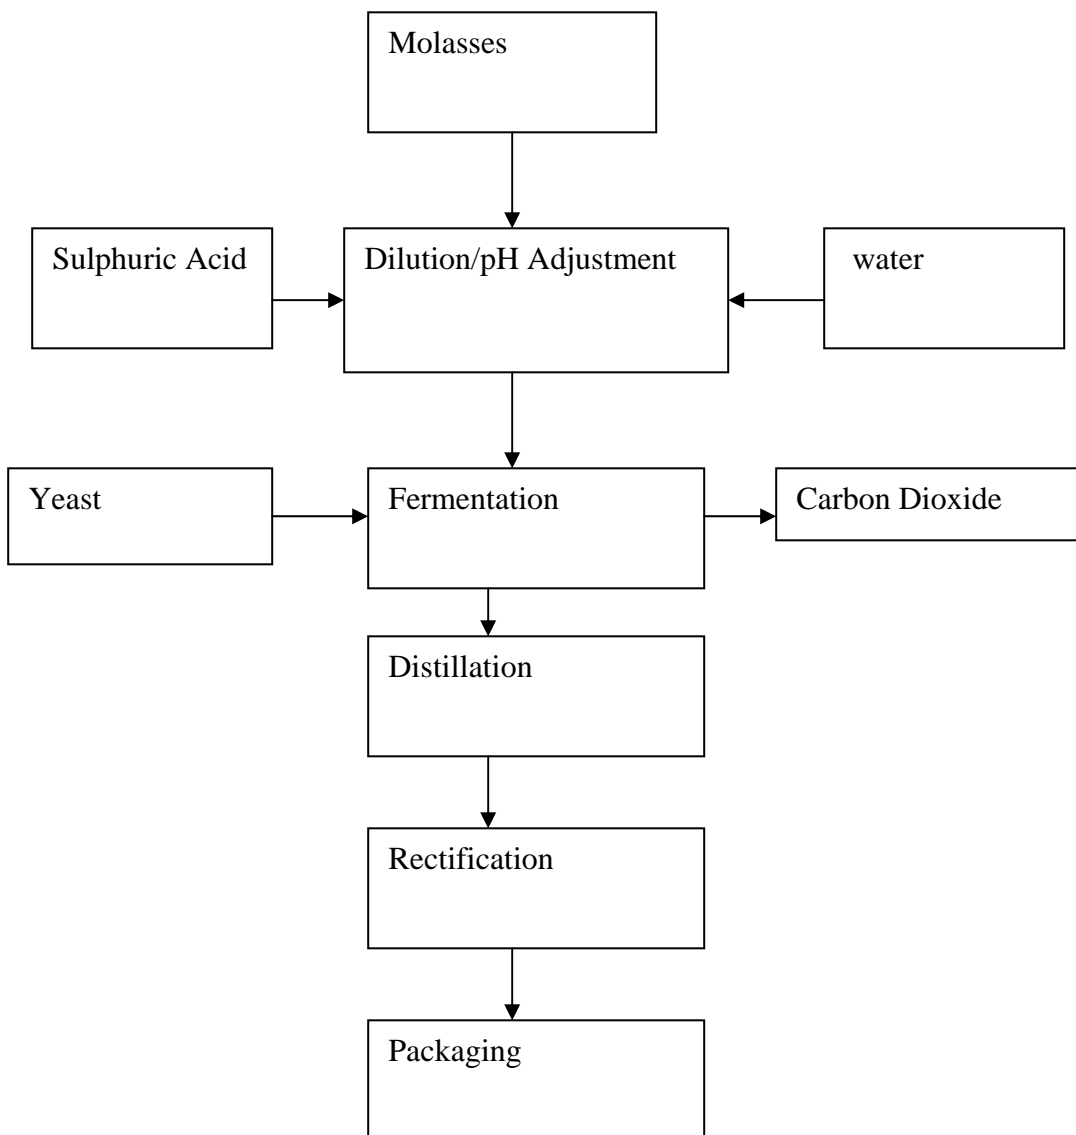 Molasses
Sulphuric Acid
Dilution/pH Adjustment
water
Yeast
Fermentation
Carbon Dioxide
Distillation
Rectification
Packaging